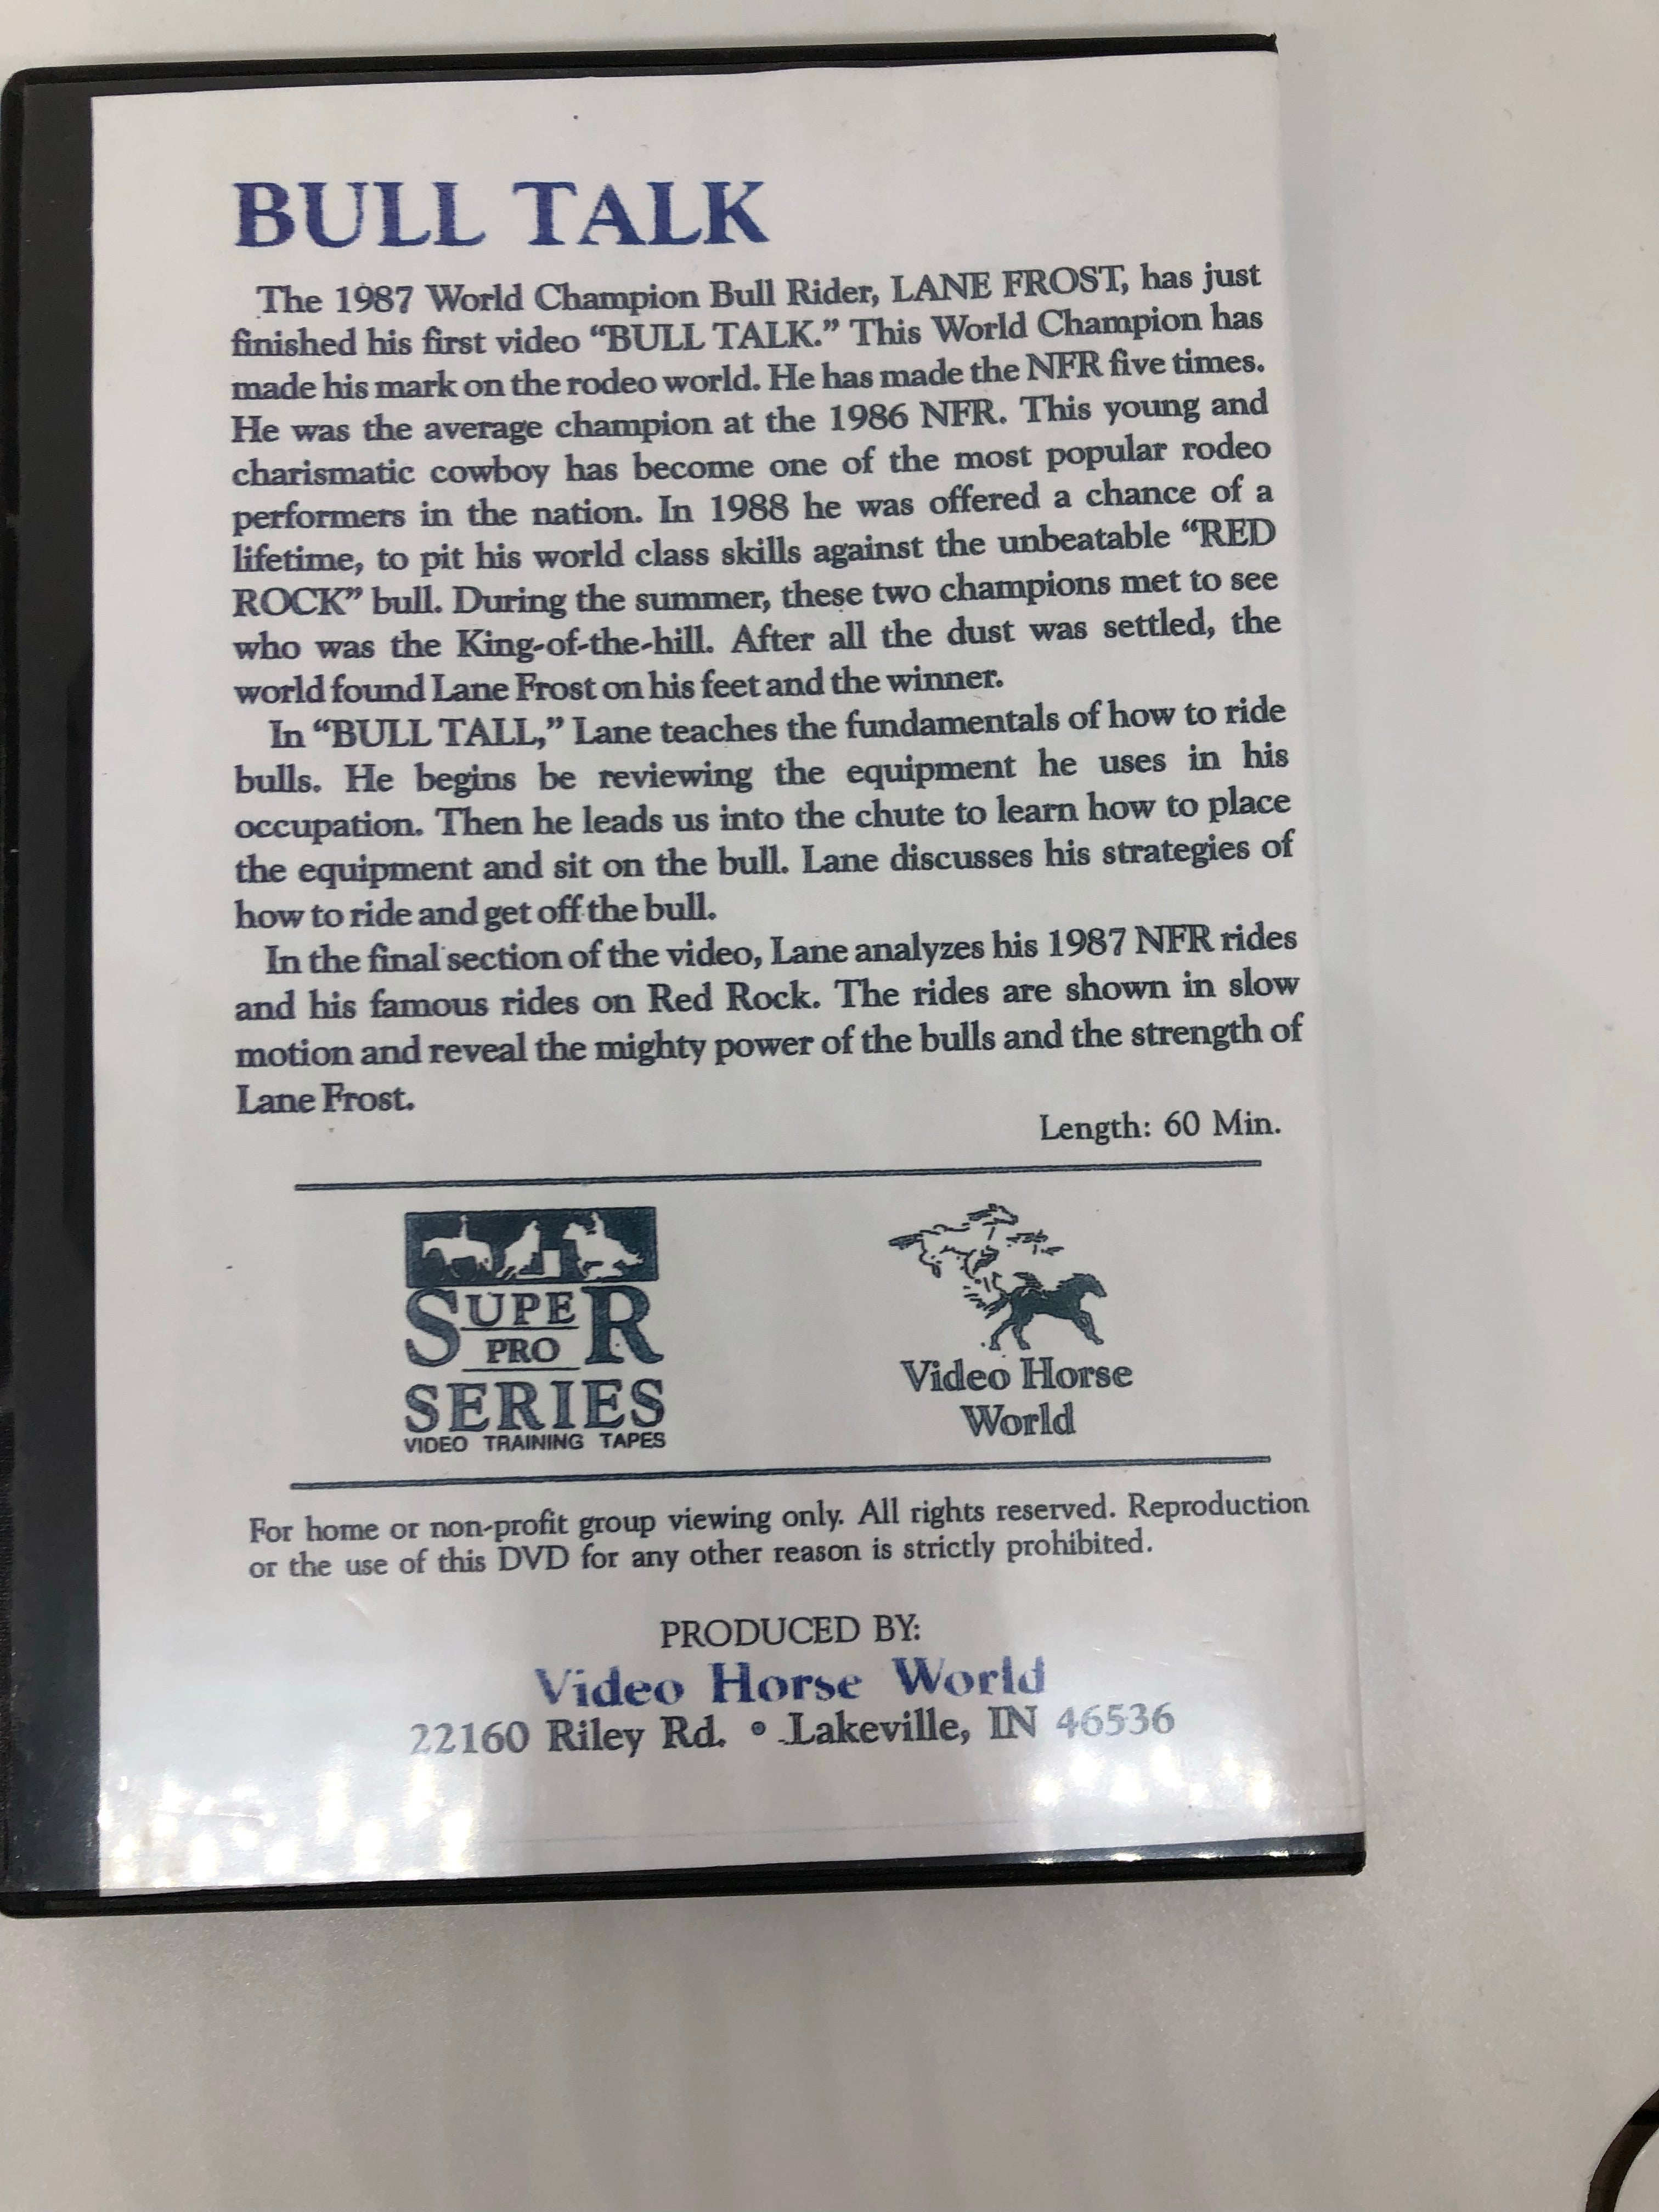 BULL TALK
The 1987 World Champion Bull Rider, LANE FROST, has just
finished his first video “BULL TALK.” This World Champion has
made his mark on the rodeo world. He has made the NFR five times.
He was the average champion at the 1986 NFR. This young and
charismatic cowboy has become one of the most popular rodeo
performers in the nation. In 1988 he was offered a chance of a
lifetime, to pit his world class skills against the unbeatable “RED
ROCK” bull. During the summer, these two champions met to see
who was the King-of-the-hill. After all the dust was settled, the
world found Lane Frost on his feet and the winner.
In “BULL TALL,” Lane teaches the fundamentals of how to ride
bulls. He begins be reviewing the equipment he uses in his
occupation. Then he leads us into the chute to learn how to place
the equipment and sit on the bull. Lane discusses his strategies of
how to ride and get off the bull.
In the final section of the video, Lane analyzes his 1987 NFR rides
and his famous rides on Red Rock. The rides are shown in slow
motion and reveal the mighty power of the bulls and the strength of
Lane Frost.
Length: 60 Min.
SUPER
PRO
SERIES
VIDEO TRAINING TAPES
Video Horse
World
For home or non-profit group viewing only. All rights reserved. Reproduction
or the use of this DVD for any other reason is strictly prohibited.
PRODUCED BY:
Video Horse World
22160 Riley Rd. • Lakeville, IN 46536